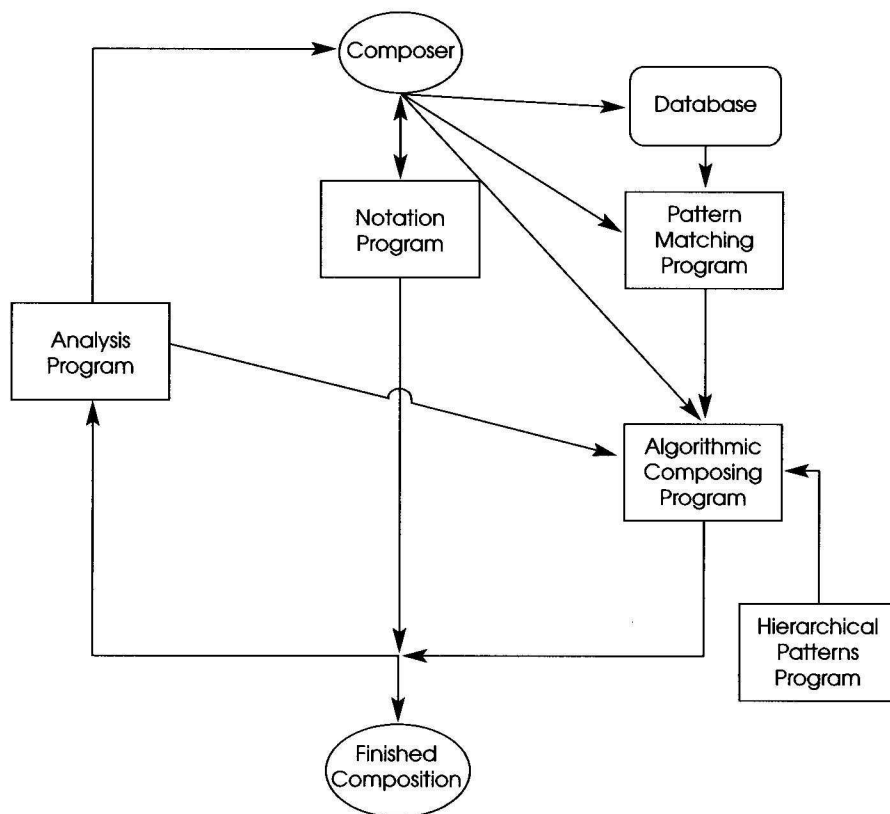 Composer
Database
Notation
Program
Pattern
Matching
Program
Analysis
Program
Algorithmic
Composing
Program
Hierarchical
Patterns
Program
Finished
Composition